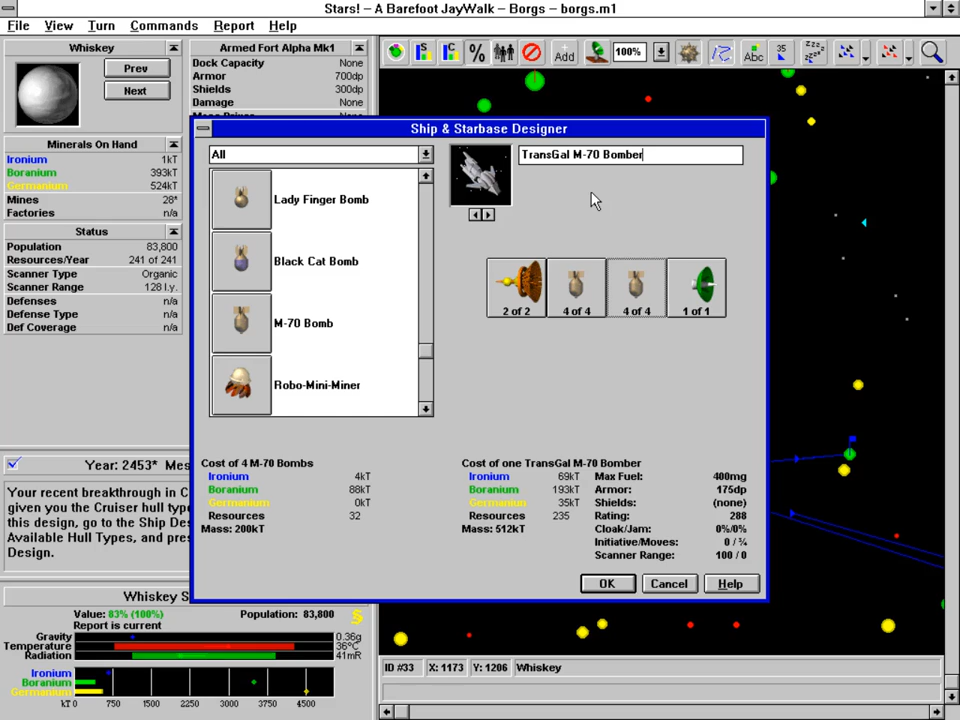 Stars! – A Barefoot JayWalk – Borgs – borgs.m1
File View Turn Commands Report Help
Whiskey
Prev
Next
Minerals On Hand
Ironium 1kT
Boranium 393kT
Germanium 524kT
Mines 28*
Factories n/a
Status
Population 83,800
Resources/Year 241 of 241
Scanner Type Organic
Scanner Range 128 l.y.
Defenses n/a
Defense Type n/a
Def Coverage n/a
Armed Fort Alpha Mk1
Dock Capacity None
Armor 700dp
Shields 300dp
Damage None
S C % Add 100% Abc 35 zzz
Ship & Starbase Designer
All
Lady Finger Bomb
Black Cat Bomb
M-70 Bomb
Robo-Mini-Miner
TransGal M-70 Bomber
2 of 2 4 of 4 4 of 4 1 of 1
Cost of 4 M-70 Bombs
Ironium 4kT
Boranium 88kT
Germanium 0kT
Resources 32
Mass: 200kT
Cost of one TransGal M-70 Bomber
Ironium 69kT
Boranium 193kT
Germanium 35kT
Resources 235
Mass: 512kT
Max Fuel: 400mg
Armor: 175dp
Shields: (none)
Rating: 288
Cloak/Jam: 0%/0%
Initiative/Moves: 0 / ¾
Scanner Range: 100 / 0
OK Cancel Help
Year: 2453* Mes
Your recent breakthrough in C
given you the Cruiser hull type
this design, go to the Ship Des
Available Hull Types, and pres
Design.
Whiskey S
Value: 83% (100%) Population: 83,800
Report is current
Gravity 0.36g
Temperature 36°C
Radiation 41mR
Ironium
Boranium
Germanium
kT 0 750 1500 2250 3000 3750 4500
ID #33 X: 1173 Y: 1206 Whiskey